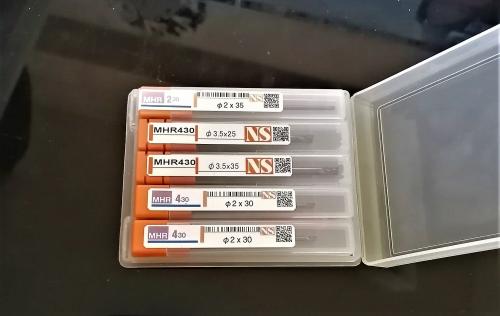 MHR 230
φ2 x 35
NS
MHR430
φ3.5x25
NS
MHR430
φ3.5x35
NS
MHR 430
φ2 x 30
NS
MHR 430
φ2 x 30
NS